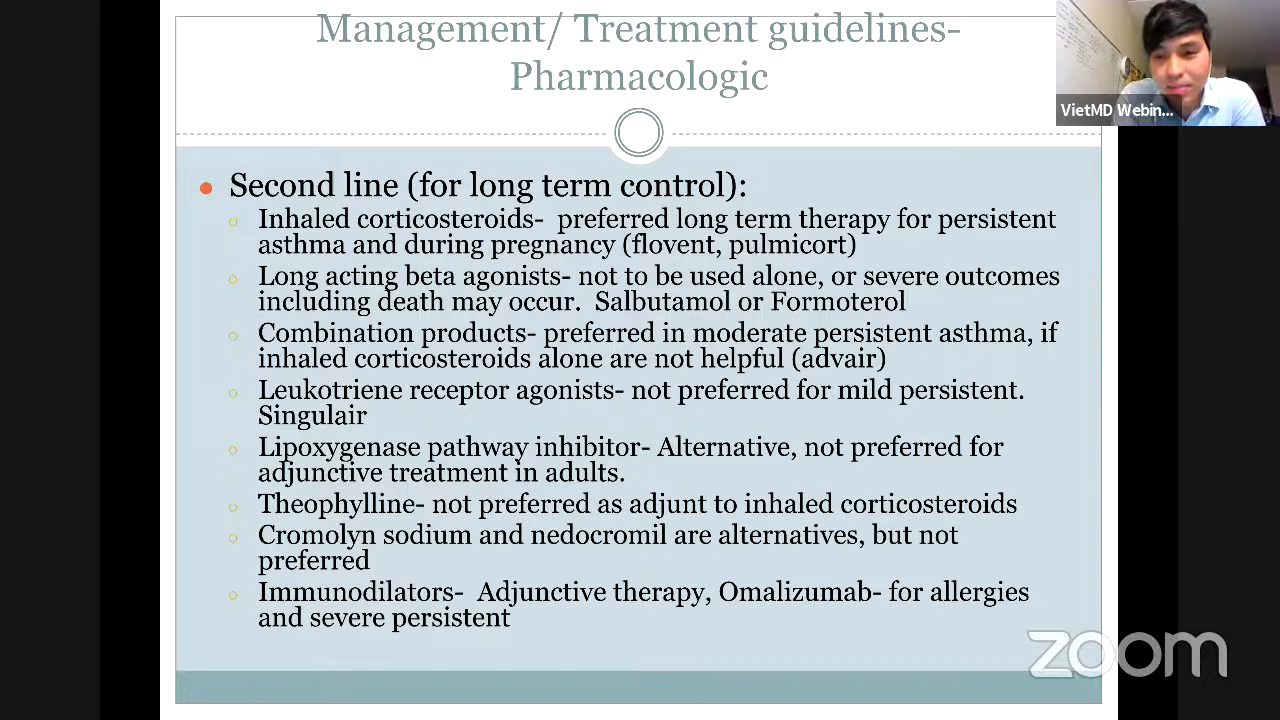 Management/ Treatment guidelines-
Pharmacologic
VietMD Webin...
Second line (for long term control):
Inhaled corticosteroids-  preferred long term therapy for persistent
asthma and during pregnancy (flovent, pulmicort)
Long acting beta agonists- not to be used alone, or severe outcomes
including death may occur.  Salbutamol or Formoterol
Combination products- preferred in moderate persistent asthma, if
inhaled corticosteroids alone are not helpful (advair)
Leukotriene receptor agonists- not preferred for mild persistent.
Singulair
Lipoxygenase pathway inhibitor- Alternative, not preferred for
adjunctive treatment in adults.
Theophylline- not preferred as adjunt to inhaled corticosteroids
Cromolyn sodium and nedocromil are alternatives, but not
preferred
Immunodilators-  Adjunctive therapy, Omalizumab- for allergies
and severe persistent
zoom